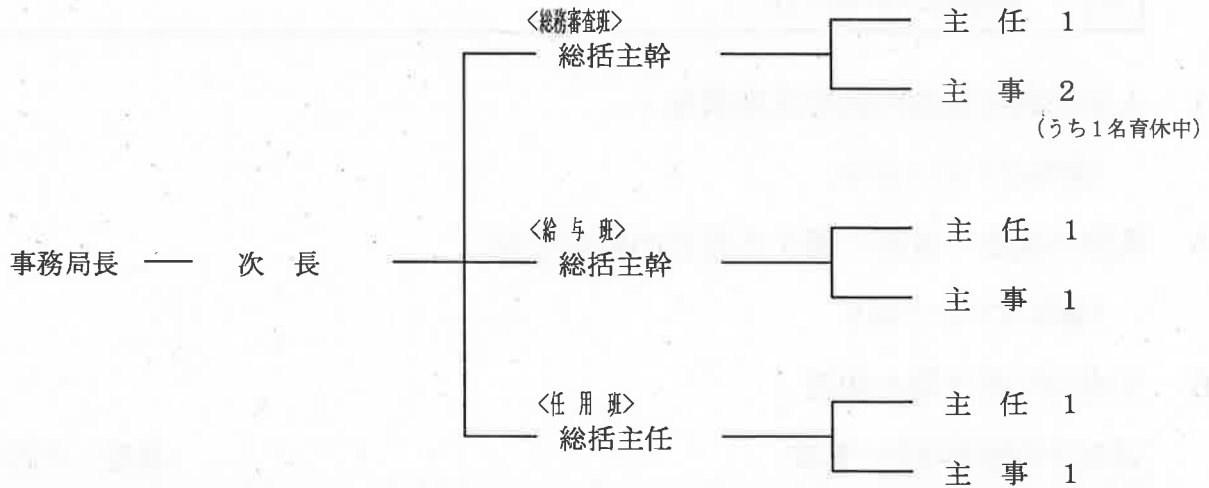 <総務審査班>
総括主幹
主 任 1
主 事 2
(うち1名育休中)
事務局長
次 長
<給 与 班>
総括主幹
主 任 1
主 事 1
<任 用 班>
総括主任
主 任 1
主 事 1